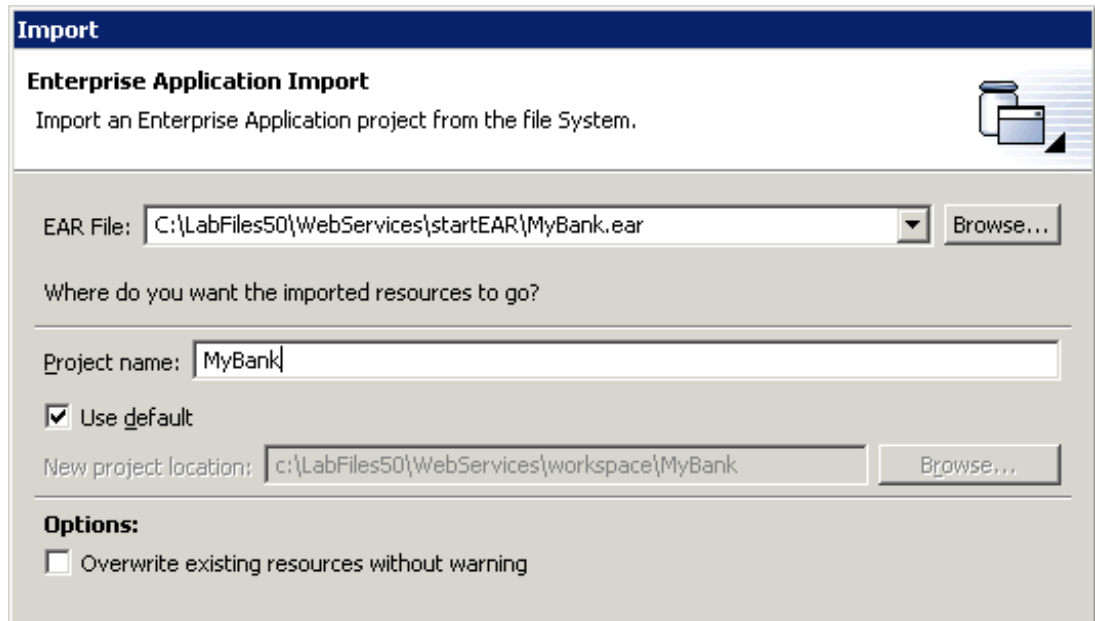 Import
Enterprise Application Import
Import an Enterprise Application project from the file System.
EAR File: C:\LabFiles50\WebServices\startEAR\MyBank.ear Browse...
Where do you want the imported resources to go?
Project name: MyBank
Use default
New project location: c:\LabFiles50\WebServices\workspace\MyBank Browse...
Options:
Overwrite existing resources without warning